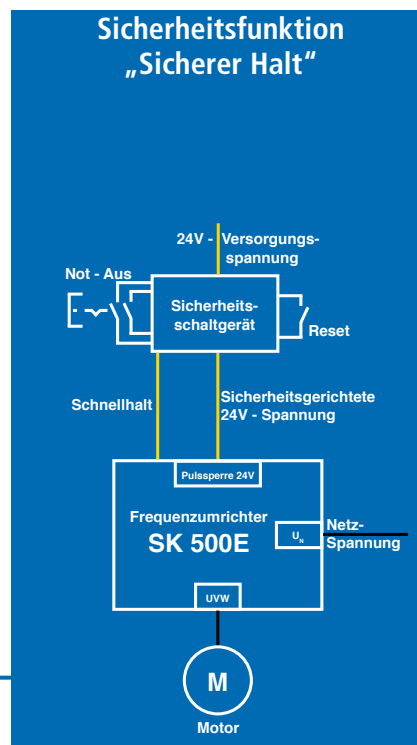 Sicherheitsfunktion
„Sicherer Halt“
24V - Versorgungs-
spannung
Not - Aus
Sicherheits-
schaltgerät
Reset
Schnellhalt
Sicherheitsgerichtete
24V - Spannung
Pulssperre 24V
Frequenzumrichter
SK 500E
UN
Netz-
Spannung
UVW
M
Motor